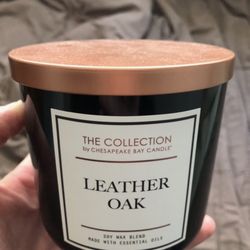 THE COLLECTION
by CHESAPEAKE BAY CANDLE®
LEATHER
OAK
SOY WAX BLEND
MADE WITH ESSENTIAL OILS